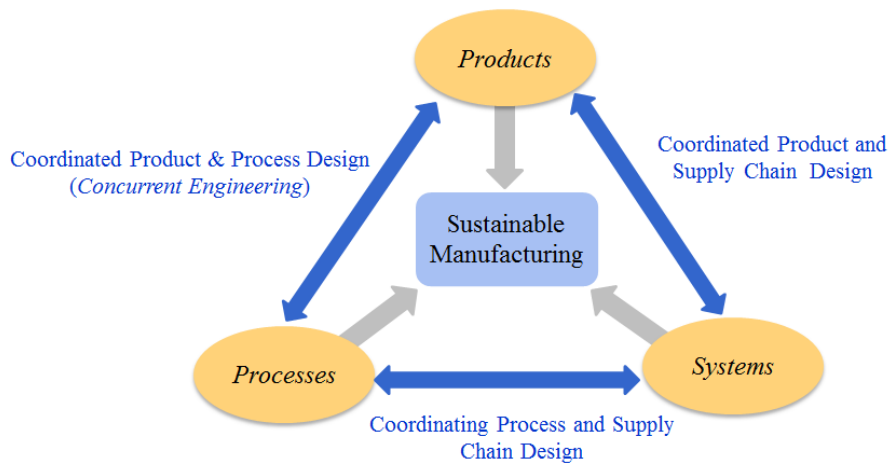 Products
Coordinated Product & Process Design
(Concurrent Engineering)
Coordinated Product and
Supply Chain Design
Sustainable
Manufacturing
Processes
Systems
Coordinating Process and Supply
Chain Design